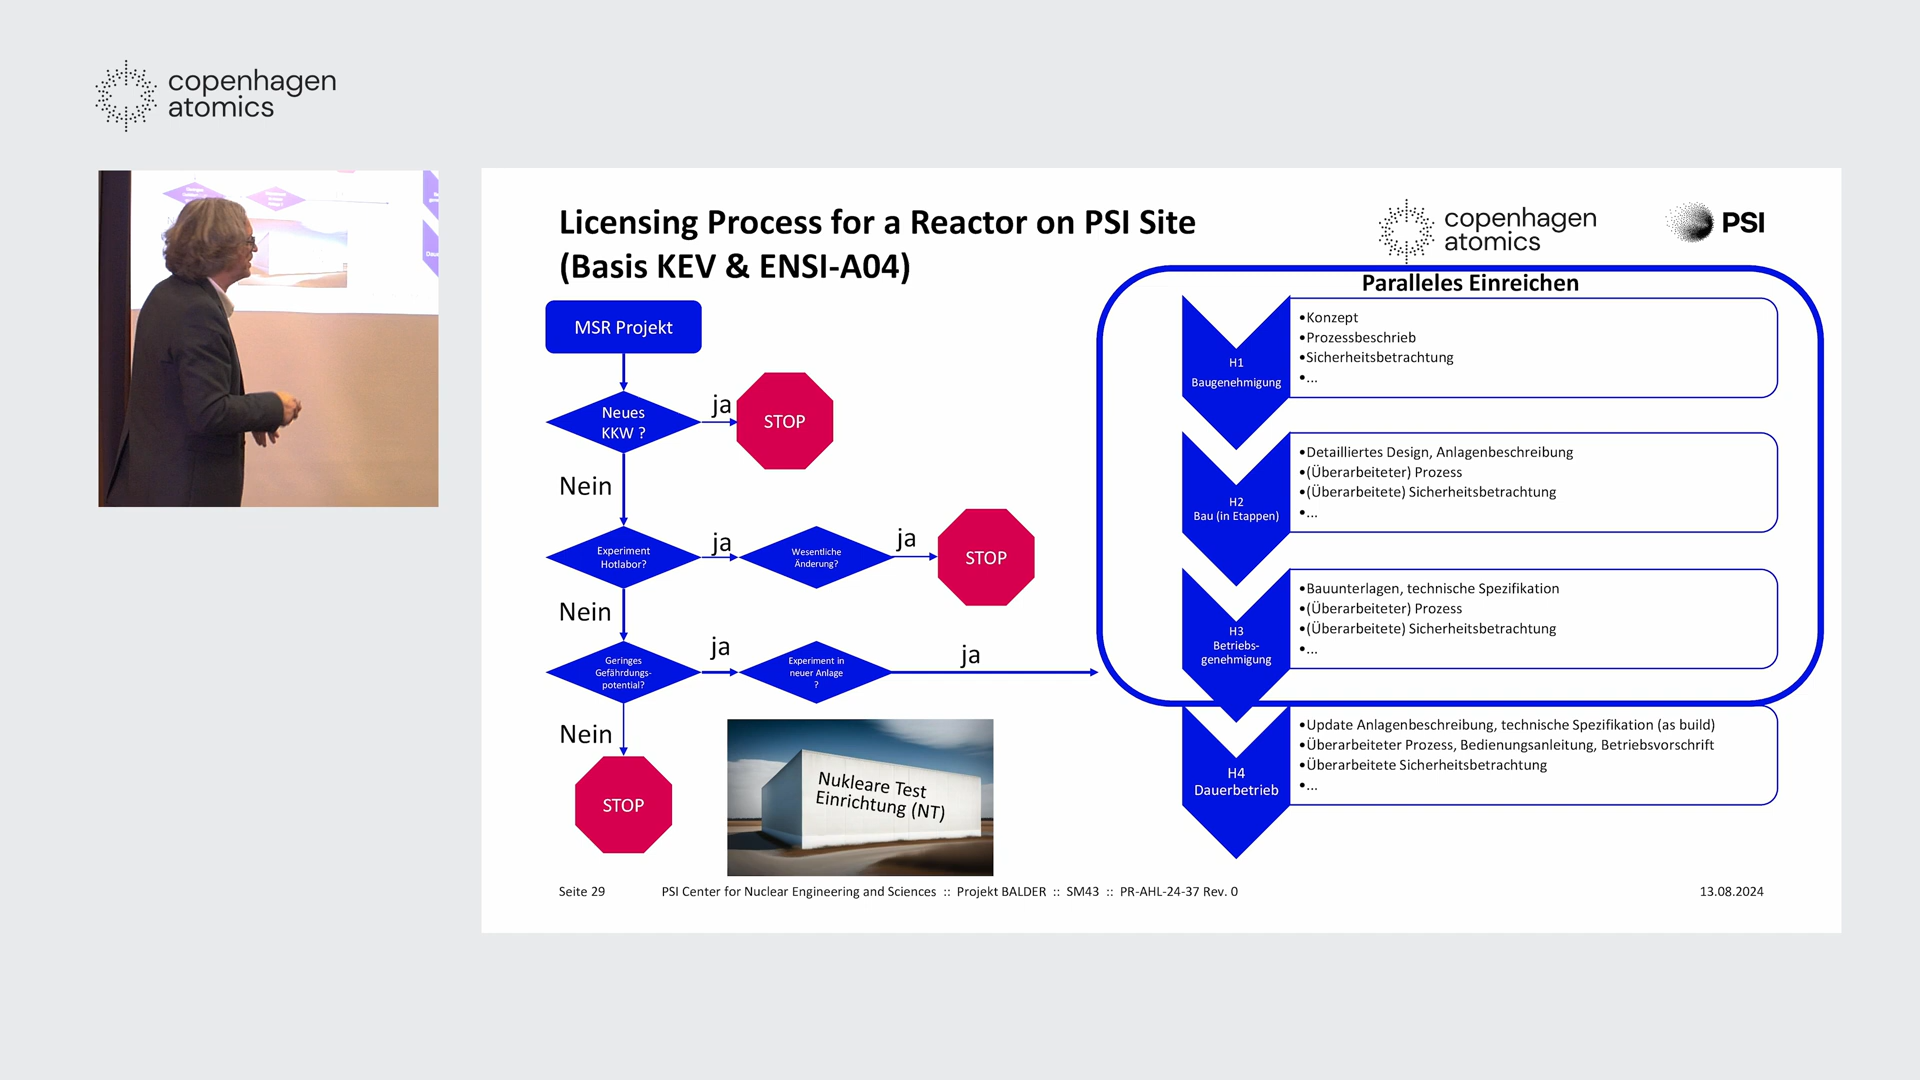 copenhagen
atomics
Licensing Process for a Reactor on PSI Site
(Basis KEV & ENSI-A04)
copenhagen
atomics
PSI
MSR Projekt
Neues
KKW ?
ja
STOP
Nein
Experiment
Hotlabor?
ja
Wesentliche
Änderung?
ja
STOP
Nein
Geringes
Gefährdungs-
potential?
ja
Experiment in
neuer Anlage
?
ja
Nein
STOP
Nukleare Test
Einrichtung (NT)
Paralleles Einreichen
H1
Baugenehmigung
•Konzept
•Prozessbeschrieb
•Sicherheitsbetrachtung
•...
H2
Bau (in Etappen)
•Detailliertes Design, Anlagenbeschreibung
•(Überarbeiteter) Prozess
•(Überarbeitete) Sicherheitsbetrachtung
•...
H3
Betriebs-
genehmigung
•Bauunterlagen, technische Spezifikation
•(Überarbeiteter) Prozess
•(Überarbeitete) Sicherheitsbetrachtung
•...
H4
Dauerbetrieb
•Update Anlagenbeschreibung, technische Spezifikation (as build)
•Überarbeiteter Prozess, Bedienungsanleitung, Betriebsvorschrift
•Überarbeitete Sicherheitsbetrachtung
•...
Seite 29
PSI Center for Nuclear Engineering and Sciences :: Projekt BALDER :: SM43 :: PR-AHL-24-37 Rev. 0
13.08.2024